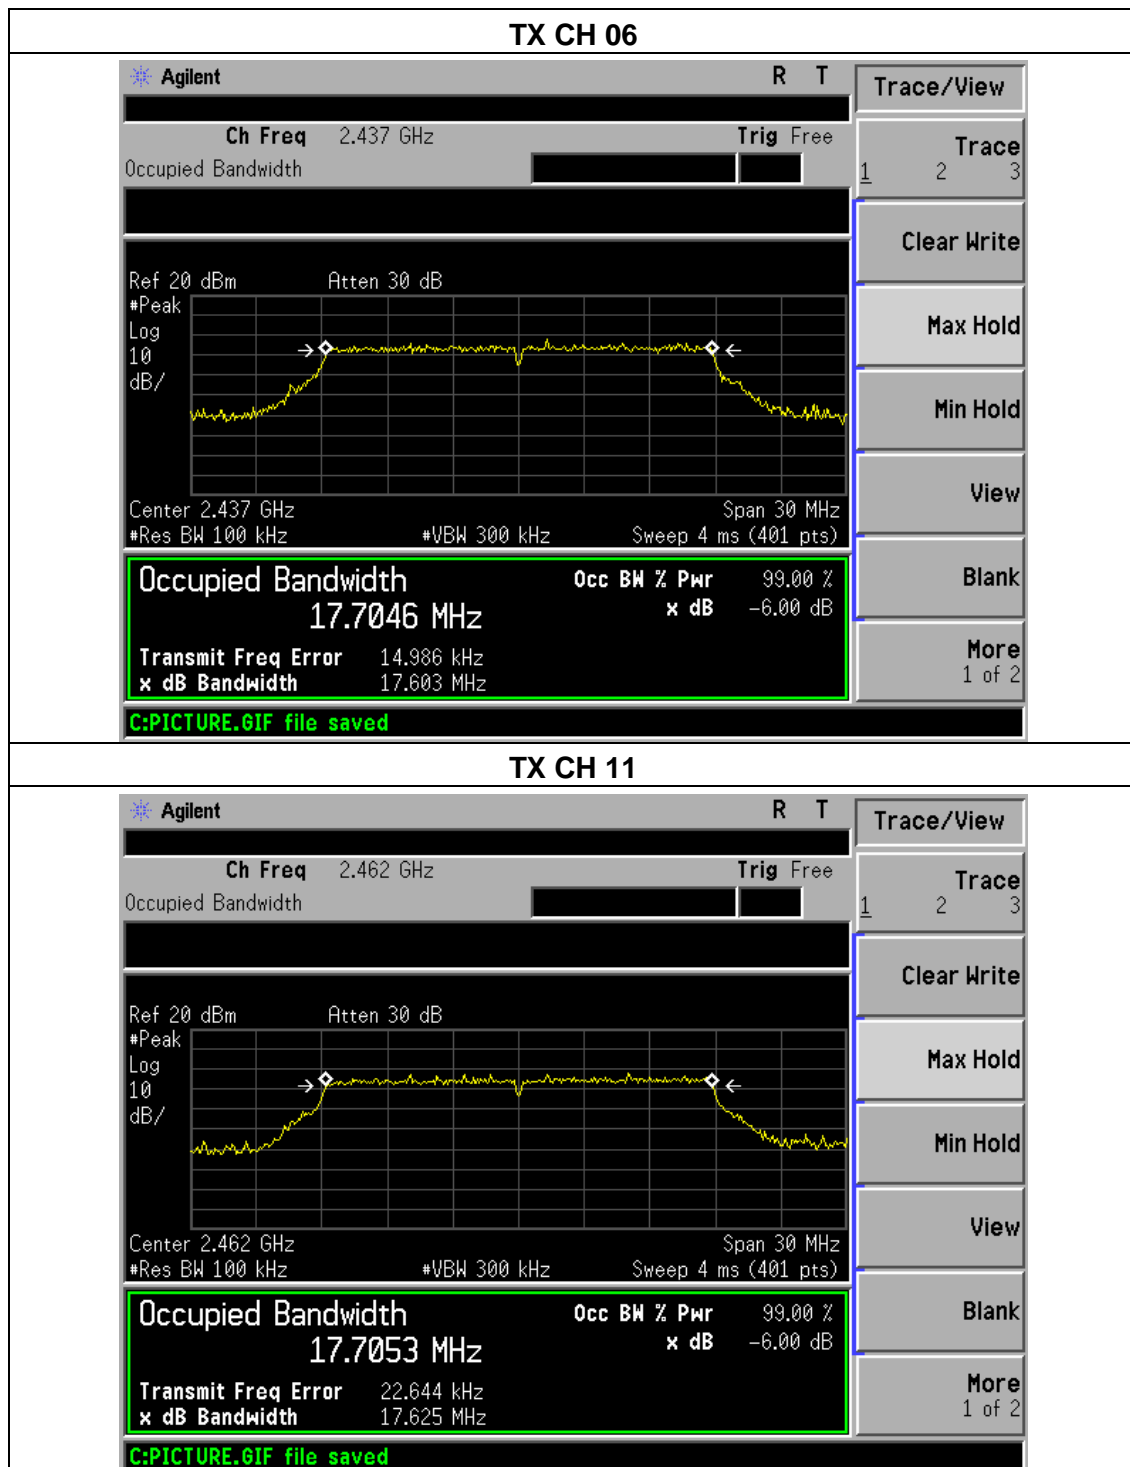 TX CH 06
Agilent R T
Trace/View
Ch Freq 2.437 GHz Trig Free
Occupied Bandwidth
Trace
1 2 3
Clear Write
Ref 20 dBm Atten 30 dB
#Peak
Log
10
dB/
Max Hold
Min Hold
View
Center 2.437 GHz Span 30 MHz
#Res BW 100 kHz #VBW 300 kHz Sweep 4 ms (401 pts)
Occupied Bandwidth Occ BW % Pwr 99.00 %
17.7046 MHz x dB -6.00 dB
Blank
Transmit Freq Error 14.986 kHz
x dB Bandwidth 17.603 MHz
More
1 of 2
C:PICTURE.GIF file saved
TX CH 11
Agilent R T
Trace/View
Ch Freq 2.462 GHz Trig Free
Occupied Bandwidth
Trace
1 2 3
Clear Write
Ref 20 dBm Atten 30 dB
#Peak
Log
10
dB/
Max Hold
Min Hold
View
Center 2.462 GHz Span 30 MHz
#Res BW 100 kHz #VBW 300 kHz Sweep 4 ms (401 pts)
Occupied Bandwidth Occ BW % Pwr 99.00 %
17.7053 MHz x dB -6.00 dB
Blank
Transmit Freq Error 22.644 kHz
x dB Bandwidth 17.625 MHz
More
1 of 2
C:PICTURE.GIF file saved